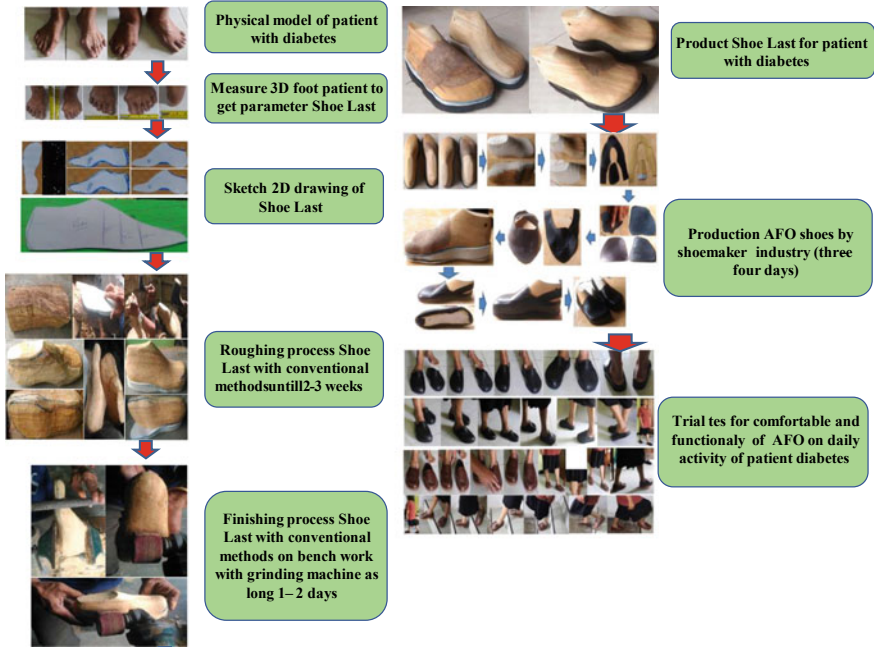 Physical model of patient
with diabetes
Measure 3D foot patient to
get parameter Shoe Last
Sketch 2D drawing of
Shoe Last
Roughing process Shoe
Last with conventional
methodsuntill2-3 weeks
Finishing process Shoe
Last with conventional
methods on bench work
with grinding machine as
long 1– 2 days
Product Shoe Last for patient
with diabetes
Production AFO shoes by
shoemaker industry (three
four days)
Trial tes for comfortable and
functionaly of AFO on daily
activity of patient diabetes